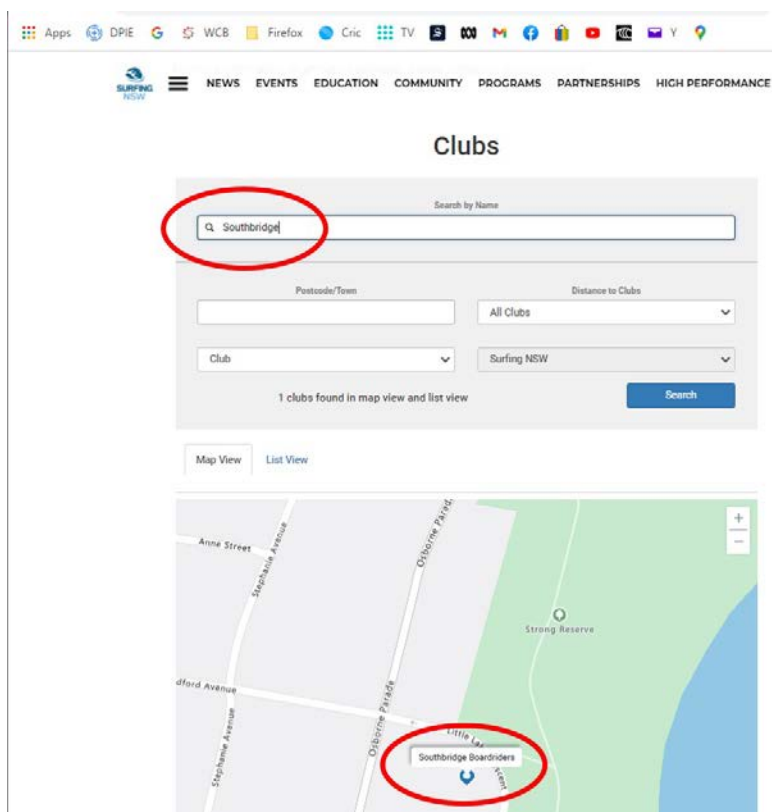 Apps DPIE WCB Firefox Cric TV Y
SURFING
NSW
NEWS EVENTS EDUCATION COMMUNITY PROGRAMS PARTNERSHIPS HIGH PERFORMANCE
Clubs
Search by Name
Southbridge
Postcode/Town Distance to Clubs
All Clubs
Club Surfing NSW
1 clubs found in map view and list view Search
Map View List View
Osborne Parad
Anne Street
Stephanie Avenue
Strong Reserve
dford Avenue
Osborne Parade
Stephanie Avenue
Little La
scent
Southbridge Boardriders